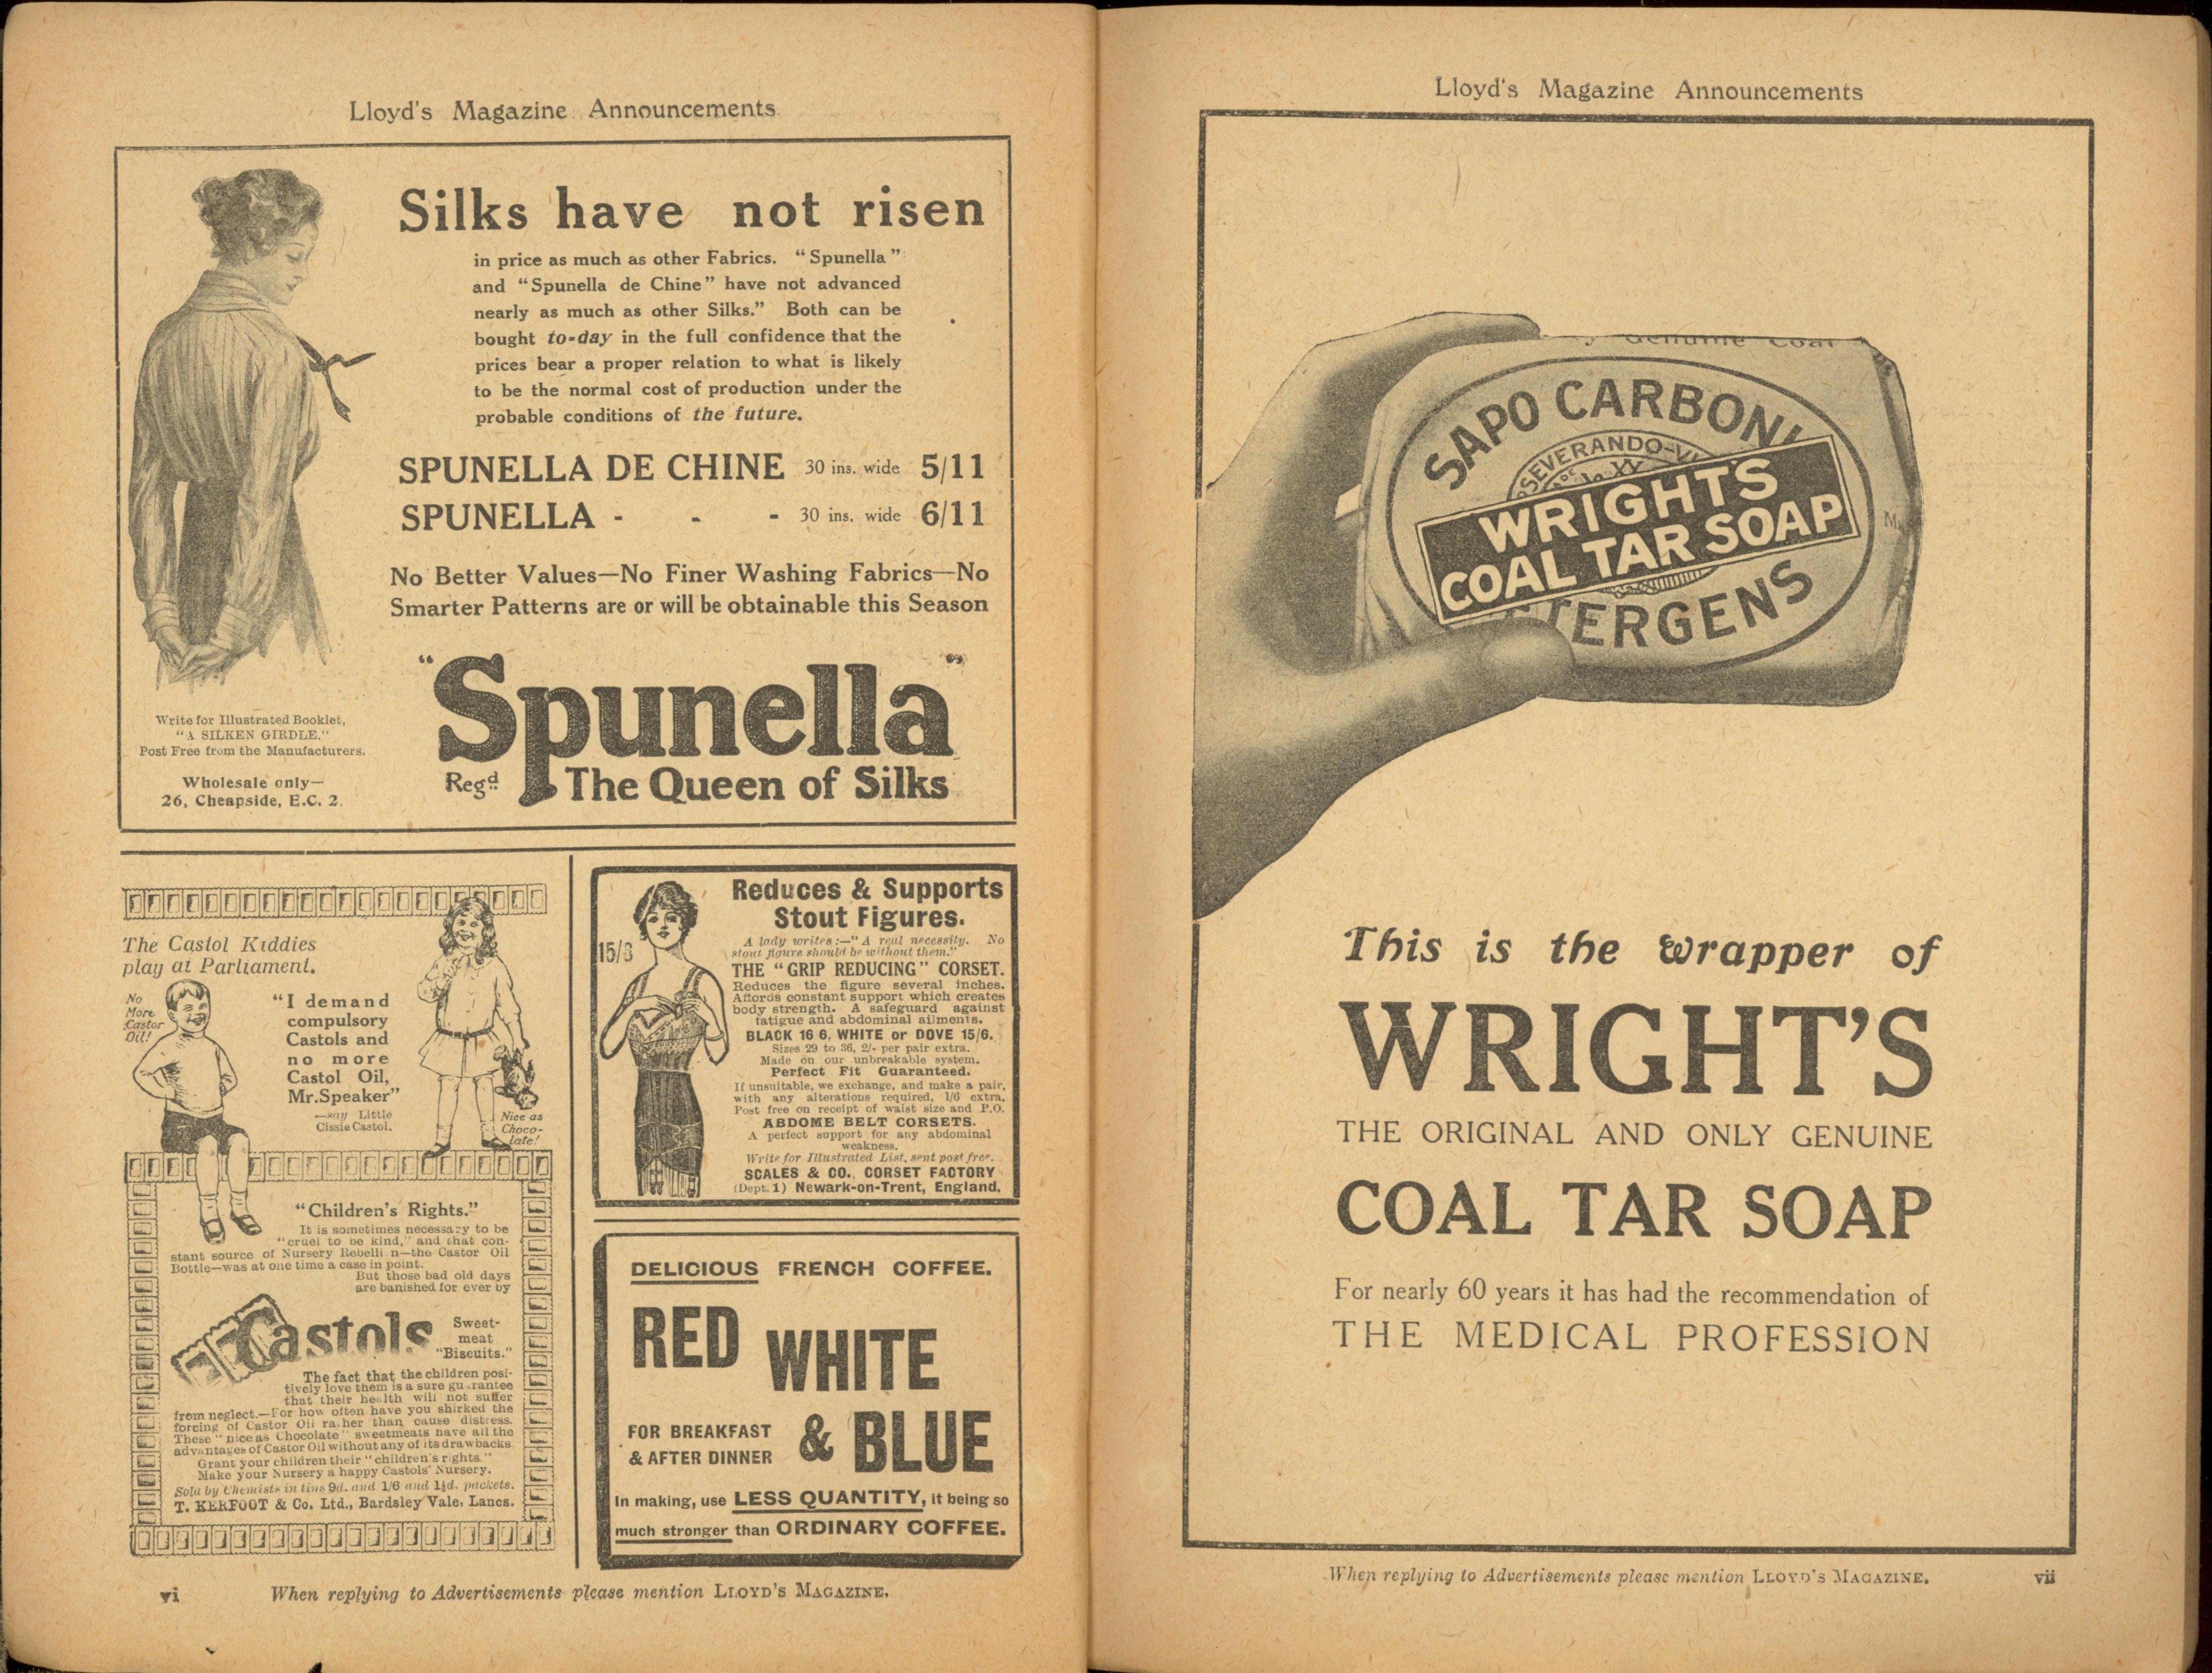 Lloyd's Magazine Announcements
Silks have not risen
in price as much as other Fabrics. "Spunella"
and "Spunella de Chine" have not advanced
nearly as much as other Silks." Both can be
bought to-day in the full confidence that the
prices bear a proper relation to what is likely
to be the normal cost of production under the
probable conditions of the future.
SPUNELLA DE CHINE 30 ins. wide 5/11
SPUNELLA - - - 30 ins. wide 6/11
No Better Values—No Finer Washing Fabrics—No
Smarter Patterns are or will be obtainable this Season
"Spunella"
Regd The Queen of Silks
Write for Illustrated Booklet,
"A SILKEN GIRDLE."
Post Free from the Manufacturers.
Wholesale only—
26, Cheapside, E.C. 2.
The Castol Kiddies
play at Parliament.
No
More
Castor
Oil!
"I demand
compulsory
Castols and
no more
Castol Oil,
Mr. Speaker"
—say Little
Cissie Castol.
Nice as
Choco-
late!
"Children's Rights."
It is sometimes necessary to be
"cruel to be kind," and that con-
stant source of Nursery Rebelli n—the Castor Oil
Bottle—was at one time a case in point.
But those bad old days
are banished for ever by
Castols Sweet-
meat
"Biscuits."
The fact that the children posi-
tively love them is a sure gu rantee
that their health will not suffer
from neglect.—For how often have you shirked the
forcing of Castor Oil ra her than cause distress.
These "nice as Chocolate" sweetmeats have all the
advantages of Castor Oil without any of its drawbacks.
Grant your children their "children's rights."
Make your Nursery a happy Castols' Nursery.
Sold by Chemists in tins 9d. and 1/6 and 1½d. packets.
T. KERFOOT & Co. Ltd., Bardsley Vale, Lancs.
Reduces & Supports
Stout Figures.
15/6
A lady writes:—"A real necessity. No
stout figure should be without them."
THE "GRIP REDUCING" CORSET.
Reduces the figure several inches.
Affords constant support which creates
body strength. A safeguard against
fatigue and abdominal ailments.
BLACK 16 6, WHITE or DOVE 15/6.
Sizes 29 to 36, 2/- per pair extra.
Made on our unbreakable system.
Perfect Fit Guaranteed.
If unsuitable, we exchange, and make a pair,
with any alterations required, 1/6 extra.
Post free on receipt of waist size and P.O.
ABDOME BELT CORSETS.
A perfect support for any abdominal
weakness.
Write for Illustrated List, sent post free.
SCALES & CO., CORSET FACTORY
(Dept. 1) Newark-on-Trent, England.
DELICIOUS FRENCH COFFEE.
RED WHITE
& BLUE
FOR BREAKFAST
& AFTER DINNER
In making, use LESS QUANTITY, it being so
much stronger than ORDINARY COFFEE.
vi When replying to Advertisements please mention LLOYD'S MAGAZINE.
Lloyd's Magazine Announcements
Genuine Coal
SAPO CARBONI
WRIGHT'S
COAL TAR SOAP
TERGENS
This is the wrapper of
WRIGHT'S
THE ORIGINAL AND ONLY GENUINE
COAL TAR SOAP
For nearly 60 years it has had the recommendation of
THE MEDICAL PROFESSION
When replying to Advertisements please mention LLOYD'S MAGAZINE. vii